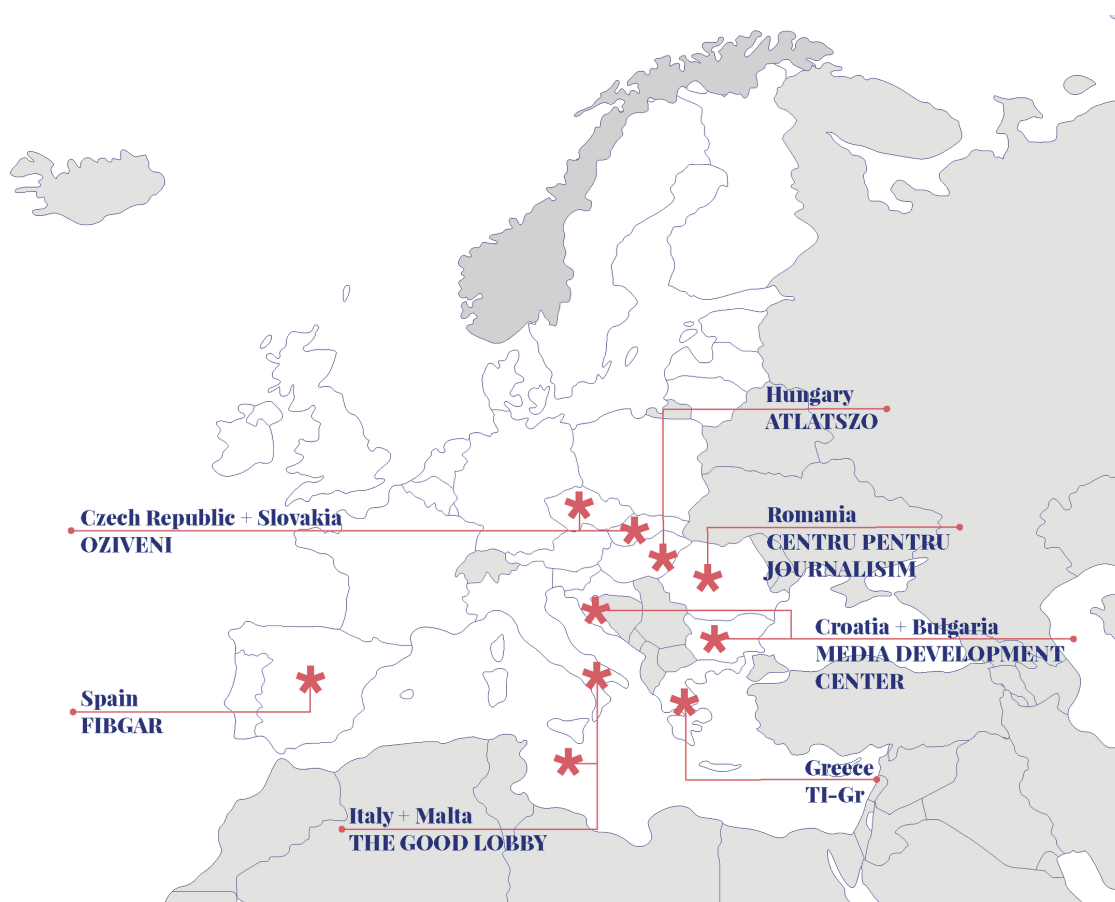 Hungary
ATLATSZO
Czech Republic + Slovakia
OZIVENI
Romania
CENTRU PENTRU
JOURNALISIM
Croatia + Bulgaria
MEDIA DEVELOPMENT
CENTER
Spain
FIBGAR
Greece
TI-Gr
Italy + Malta
THE GOOD LOBBY